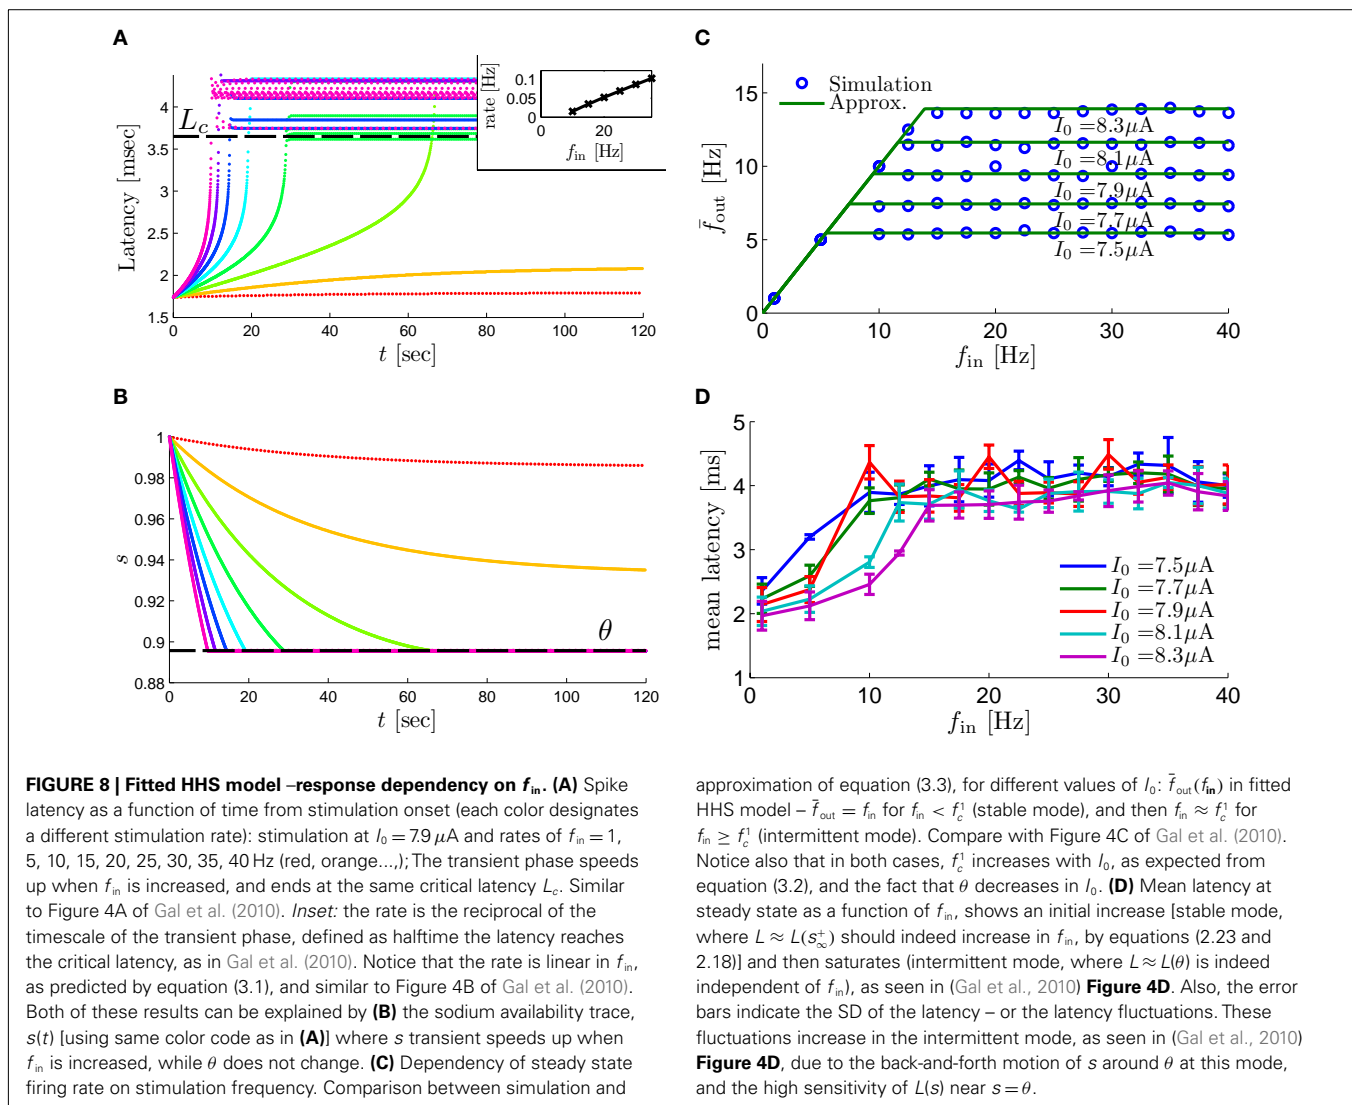 A
rate [Hz]
0.1
0.05
0
0
20
f_in [Hz]
L_c
Latency [msec]
4
3.5
3
2.5
2
1.5
0
20
40
60
80
100
120
t [sec]
C
Simulation
Approx.
f̄_out [Hz]
15
10
5
0
I_0 =8.3μA
I_0 =8.1μA
I_0 =7.9μA
I_0 =7.7μA
I_0 =7.5μA
0
10
20
30
40
f_in [Hz]
B
s
1
0.98
0.96
0.94
0.92
0.9
0.88
θ
0
20
40
60
80
100
120
t [sec]
D
mean latency [ms]
5
4
3
2
1
I_0 =7.5μA
I_0 =7.7μA
I_0 =7.9μA
I_0 =8.1μA
I_0 =8.3μA
0
10
20
30
40
f_in [Hz]
FIGURE 8 | Fitted HHS model –response dependency on f_in. (A) Spike
latency as a function of time from stimulation onset (each color designates
a different stimulation rate): stimulation at I_0 = 7.9 μA and rates of f_in = 1,
5, 10, 15, 20, 25, 30, 35, 40 Hz (red, orange...,); The transient phase speeds
up when f_in is increased, and ends at the same critical latency L_c. Similar
to Figure 4A of Gal et al. (2010). Inset: the rate is the reciprocal of the
timescale of the transient phase, defined as halftime the latency reaches
the critical latency, as in Gal et al. (2010). Notice that the rate is linear in f_in,
as predicted by equation (3.1), and similar to Figure 4B of Gal et al. (2010).
Both of these results can be explained by (B) the sodium availability trace,
s(t) [using same color code as in (A)] where s transient speeds up when
f_in is increased, while θ does not change. (C) Dependency of steady state
firing rate on stimulation frequency. Comparison between simulation and
approximation of equation (3.3), for different values of I_0: f̄_out(f_in) in fitted
HHS model – f̄_out = f_in for f_in < f_c^1 (stable mode), and then f_in ≈ f_c^1 for
f_in ≥ f_c^1 (intermittent mode). Compare with Figure 4C of Gal et al. (2010).
Notice also that in both cases, f_c^1 increases with I_0, as expected from
equation (3.2), and the fact that θ decreases in I_0. (D) Mean latency at
steady state as a function of f_in, shows an initial increase [stable mode,
where L ≈ L(s_∞^+) should indeed increase in f_in, by equations (2.23 and
2.18)] and then saturates (intermittent mode, where L ≈ L(θ) is indeed
independent of f_in), as seen in (Gal et al., 2010) Figure 4D. Also, the error
bars indicate the SD of the latency – or the latency fluctuations. These
fluctuations increase in the intermittent mode, as seen in (Gal et al., 2010)
Figure 4D, due to the back-and-forth motion of s around θ at this mode,
and the high sensitivity of L(s) near s = θ.